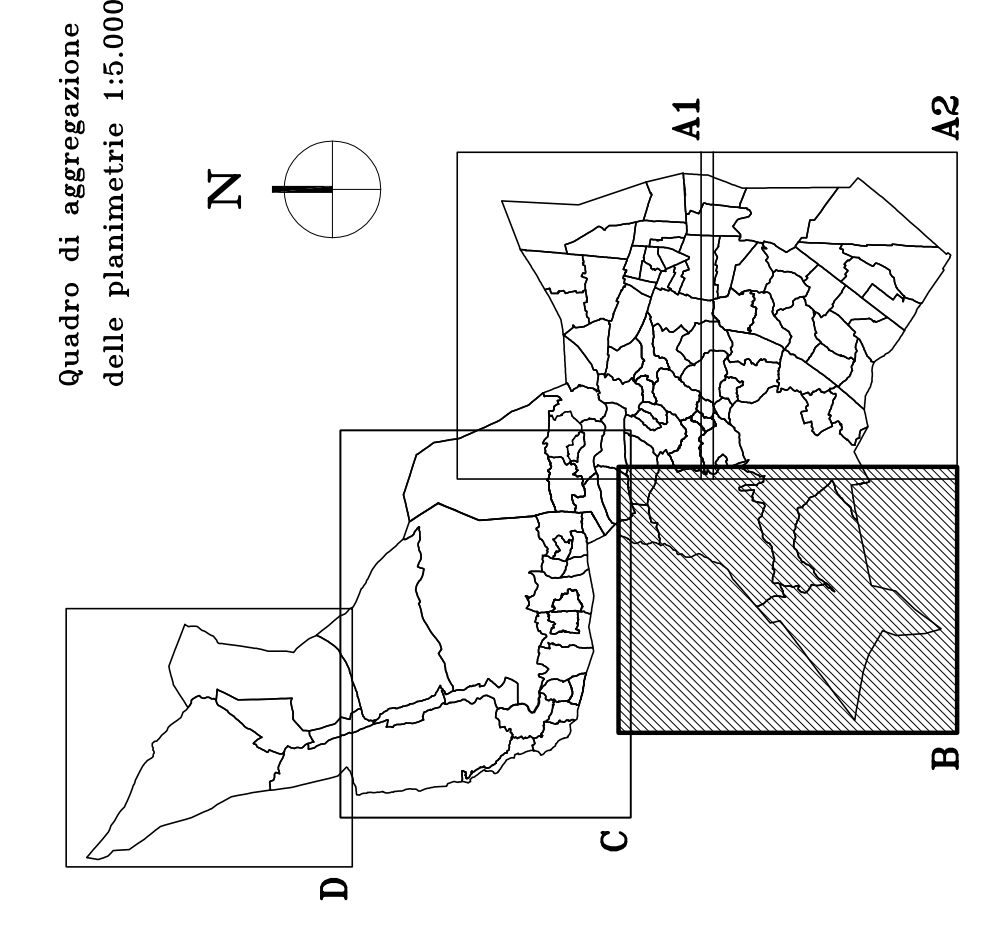 Quadro di aggregazione
delle planimetrie 1:5.000
N
A1
A2
B
C
D